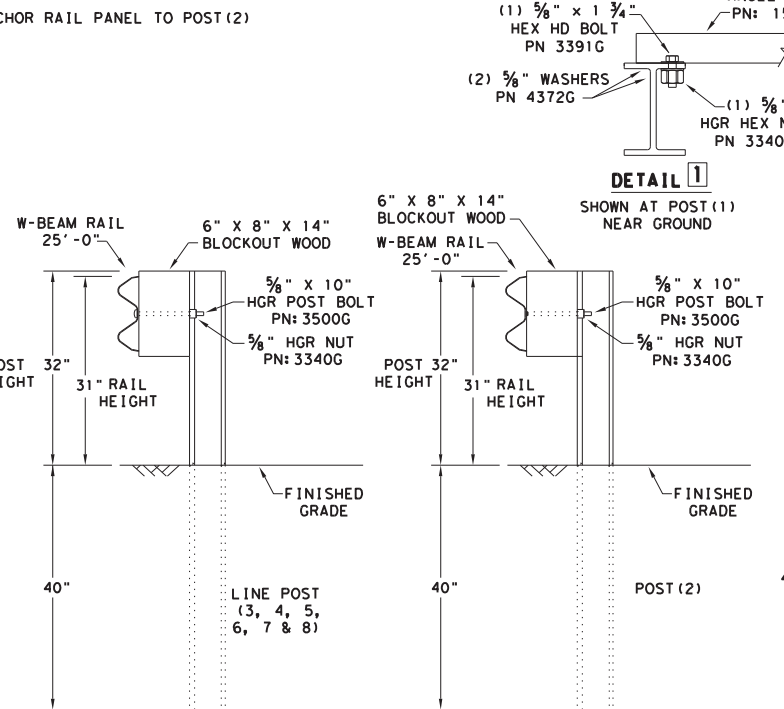 CHOR RAIL PANEL TO POST(2)
(1) 5/8" x 1 3/4"
HEX HD BOLT
PN 3391G
PN: 15
(2) 5/8" WASHERS
PN 4372G
(1) 5/8"
HGR HEX N
PN 3340
DETAIL 1
SHOWN AT POST(1)
NEAR GROUND
W-BEAM RAIL
25'-0"
6" X 8" X 14"
BLOCKOUT WOOD
5/8" X 10"
HGR POST BOLT
PN:3500G
5/8" HGR NUT
PN:3340G
OST 32"
IGHT
31" RAIL
HEIGHT
FINISHED
GRADE
40"
LINE POST
(3, 4, 5,
6, 7 & 8)
6" X 8" X 14"
BLOCKOUT WOOD
W-BEAM RAIL
25'-0"
5/8" X 10"
HGR POST BOLT
PN:3500G
5/8" HGR NUT
PN:3340G
POST 32"
HEIGHT
31" RAIL
HEIGHT
FINISHED
GRADE
40"
POST(2)